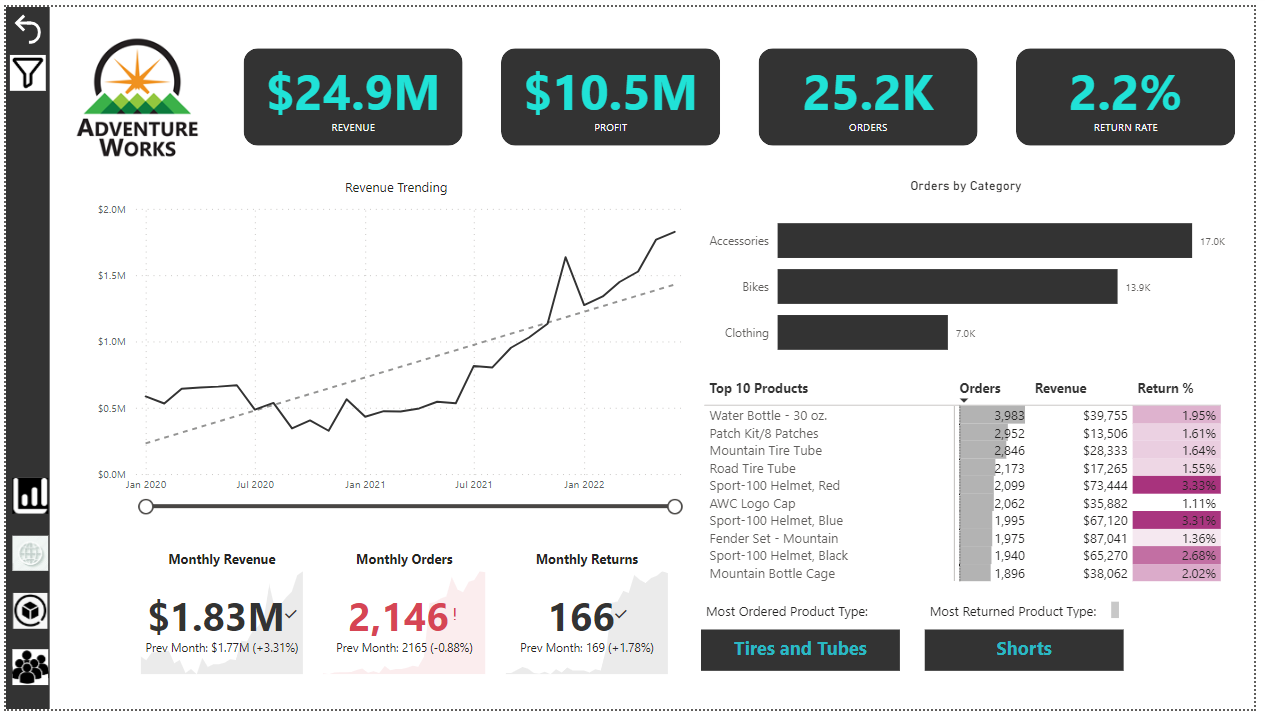 ADVENTURE
WORKS
$24.9M
REVENUE
$10.5M
PROFIT
25.2K
ORDERS
2.2%
RETURN RATE
Revenue Trending
$2.0M
$1.5M
$1.0M
$0.5M
$0.0M
Jan 2020 Jul 2020 Jan 2021 Jul 2021 Jan 2022
Orders by Category
Accessories 17.0K
Bikes 13.9K
Clothing 7.0K
Top 10 Products Orders Revenue Return %
Water Bottle - 30 oz. 3,983 $39,755 1.95%
Patch Kit/8 Patches 2,952 $13,506 1.61%
Mountain Tire Tube 2,846 $28,333 1.64%
Road Tire Tube 2,173 $17,265 1.55%
Sport-100 Helmet, Red 2,099 $73,444 3.33%
AWC Logo Cap 2,062 $35,882 1.11%
Sport-100 Helmet, Blue 1,995 $67,120 3.31%
Fender Set - Mountain 1,975 $87,041 1.36%
Sport-100 Helmet, Black 1,940 $65,270 2.68%
Mountain Bottle Cage 1,896 $38,062 2.02%
Monthly Revenue
$1.83M
Prev Month: $1.77M (+3.31%)
Monthly Orders
2,146!
Prev Month: 2165 (-0.88%)
Monthly Returns
166
Prev Month: 169 (+1.78%)
Most Ordered Product Type:
Tires and Tubes
Most Returned Product Type:
Shorts